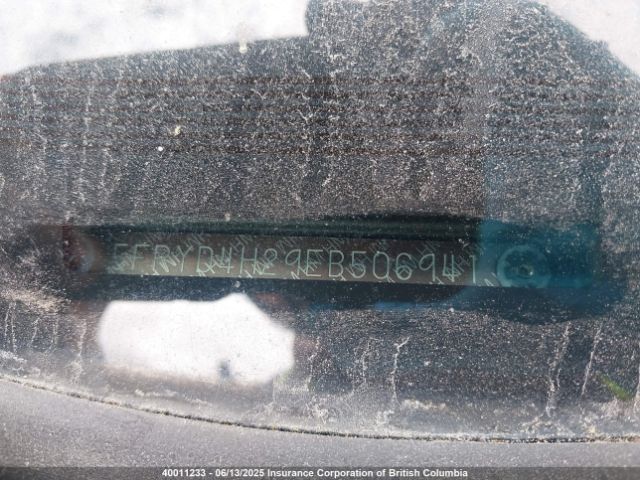 5FRYD4H29EB506941
40011233 - 06/13/2025 Insurance Corporation of British Columbia